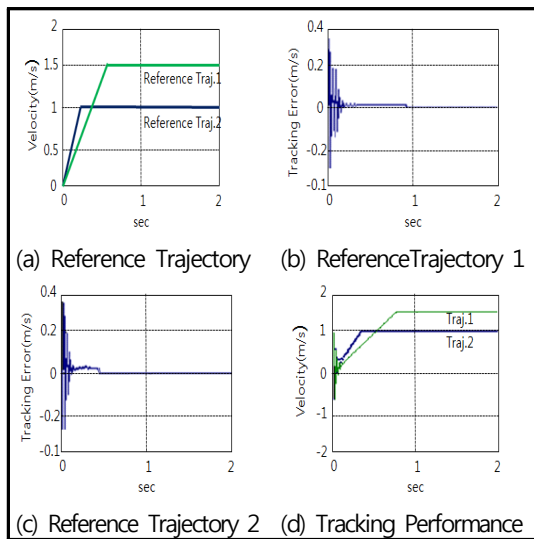 2
1.5
1
0.5
0
Velocity(m/s)
Reference Traj.1
Reference Traj.2
0 1 2
sec
(a) Reference Trajectory
0.4
0.2
0
-0.2
-0.1
Tracking Error(m/s)
0 1 2
sec
(b) ReferenceTrajectory 1
0.4
0.2
0
-0.2
-0.1
Tracking Error(m/s)
0 1 2
sec
(c) Reference Trajectory 2
2
1
0
-1
-2
Velocity(m/s)
Traj.1
Traj.2
0 1 2
sec
(d) Tracking Performance